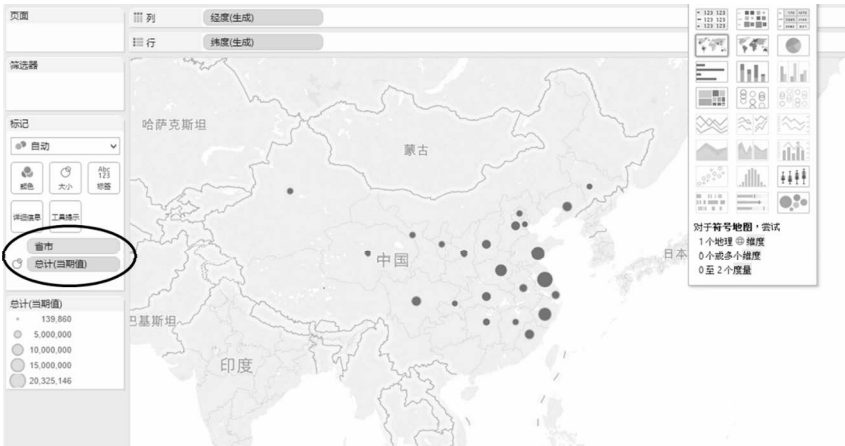 页面
筛选器
标记
自动
颜色
大小
Abc
123
标签
详细信息
工具提示
省市
总计(当期值)
总计(当期值)
139,860
5,000,000
10,000,000
15,000,000
20,325,146
列
经度(生成)
行
纬度(生成)
哈萨克斯坦
蒙古
中国
日本
巴基斯坦
印度
对于符号地图，尝试
1个地理维度
0个或多个维度
0至2个度量